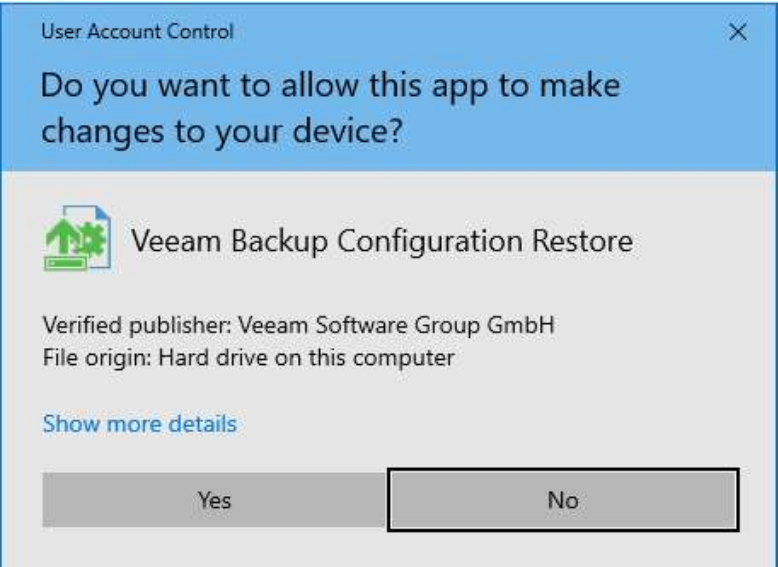 User Account Control
Do you want to allow this app to make
changes to your device?
Veeam Backup Configuration Restore
Verified publisher: Veeam Software Group GmbH
File origin: Hard drive on this computer
Show more details
Yes
No